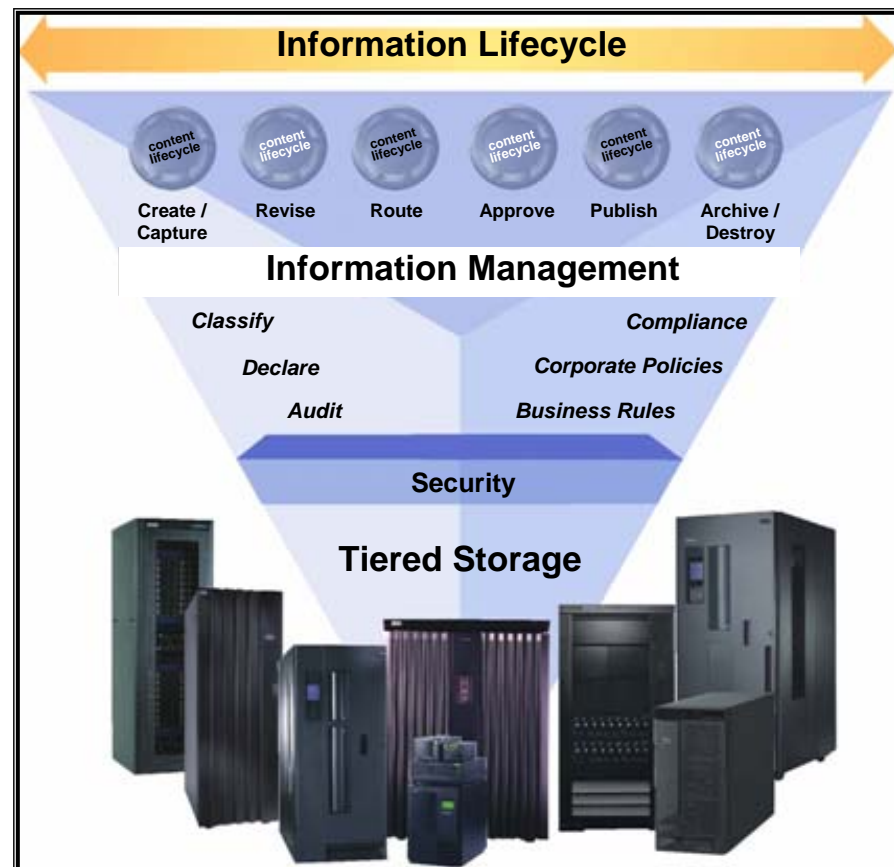 Information Lifecycle
content lifecycle
content lifecycle
content lifecycle
content lifecycle
content lifecycle
content lifecycle
Create / Capture
Revise
Route
Approve
Publish
Archive / Destroy
Information Management
Classify
Compliance
Declare
Corporate Policies
Audit
Business Rules
Security
Tiered Storage